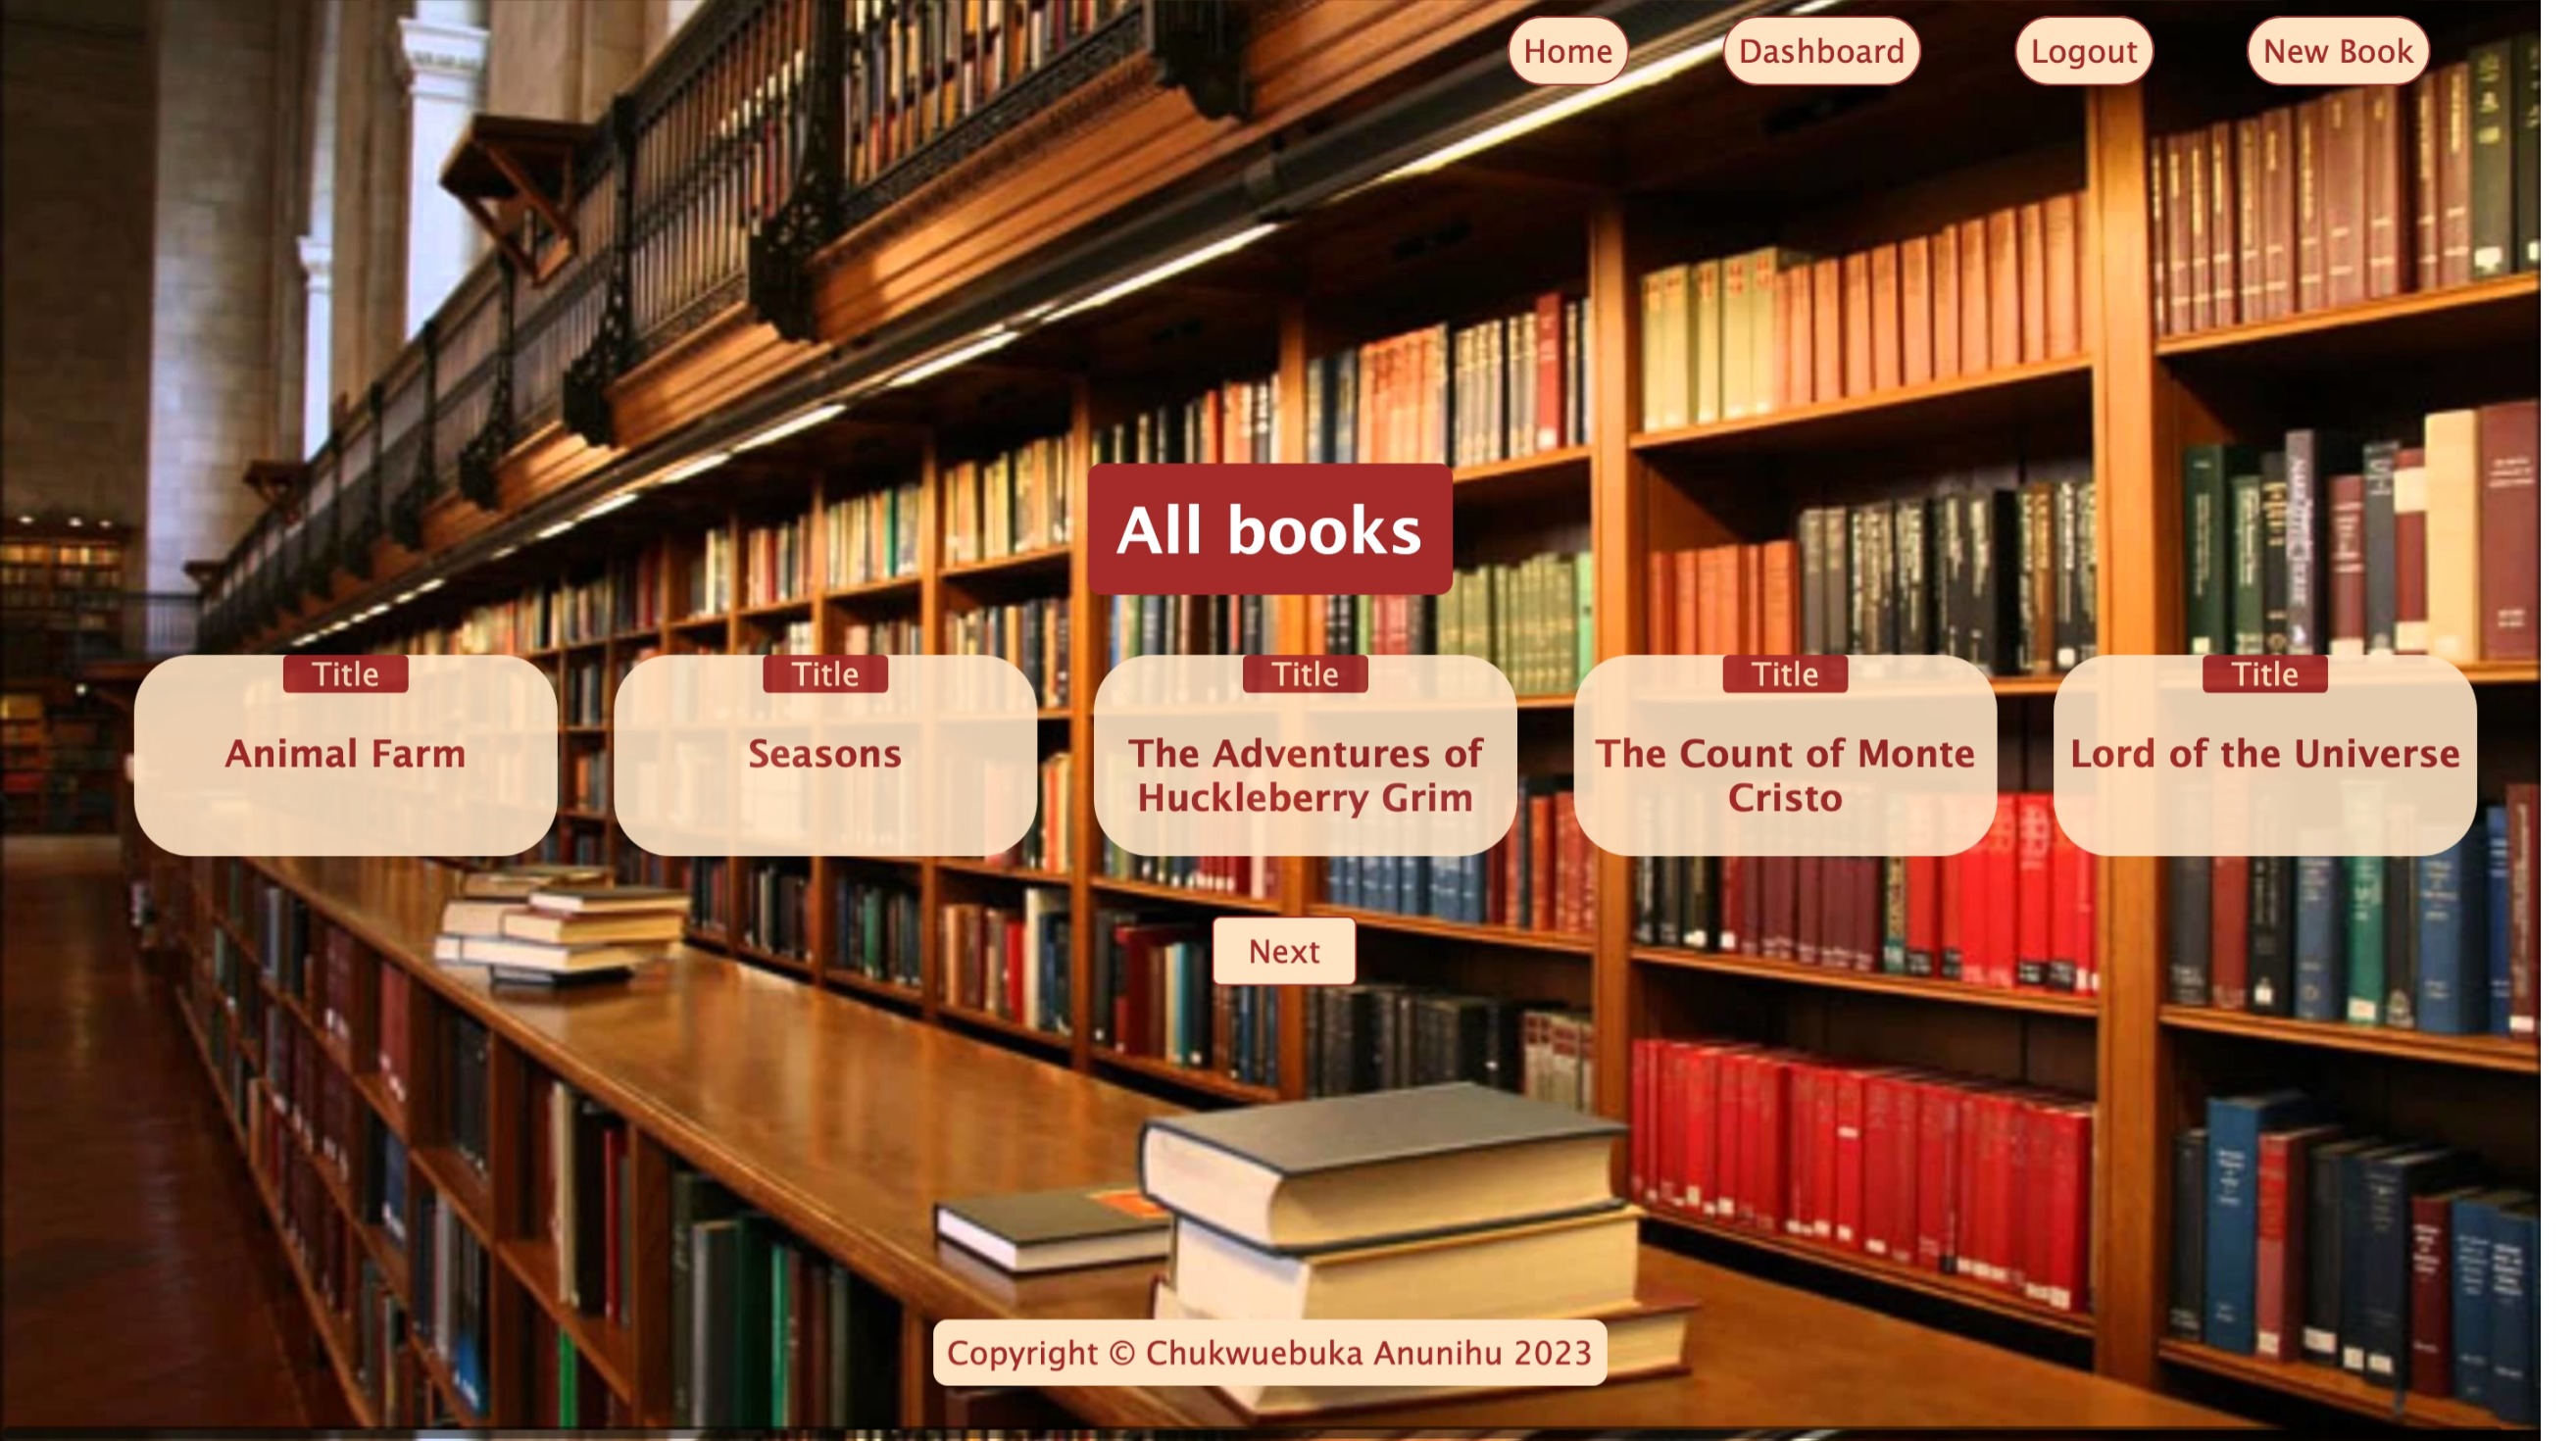 Home Dashboard Logout New Book
All books
Title Title Title Title Title
Animal Farm Seasons The Adventures of The Count of Monte Lord of the Universe
Huckleberry Grim Cristo
Next
Copyright © Chukwuebuka Anunihu 2023